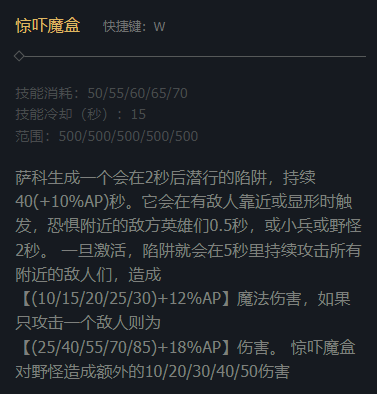 惊吓魔盒 快捷键：W
技能消耗：50/55/60/65/70
技能冷却（秒）：15
范围：500/500/500/500/500
萨科生成一个会在2秒后潜行的陷阱，持续
40(+10%AP)秒。它会在有敌人靠近或显形时触
发，恐惧附近的敌方英雄们0.5秒，或小兵或野怪
2秒。 一旦激活，陷阱就会在5秒里持续攻击所有
附近的敌人们，造成
【(10/15/20/25/30)+12%AP】魔法伤害，如果
只攻击一个敌人则为
【(25/40/55/70/85)+18%AP】伤害。 惊吓魔盒
对野怪造成额外的10/20/30/40/50伤害